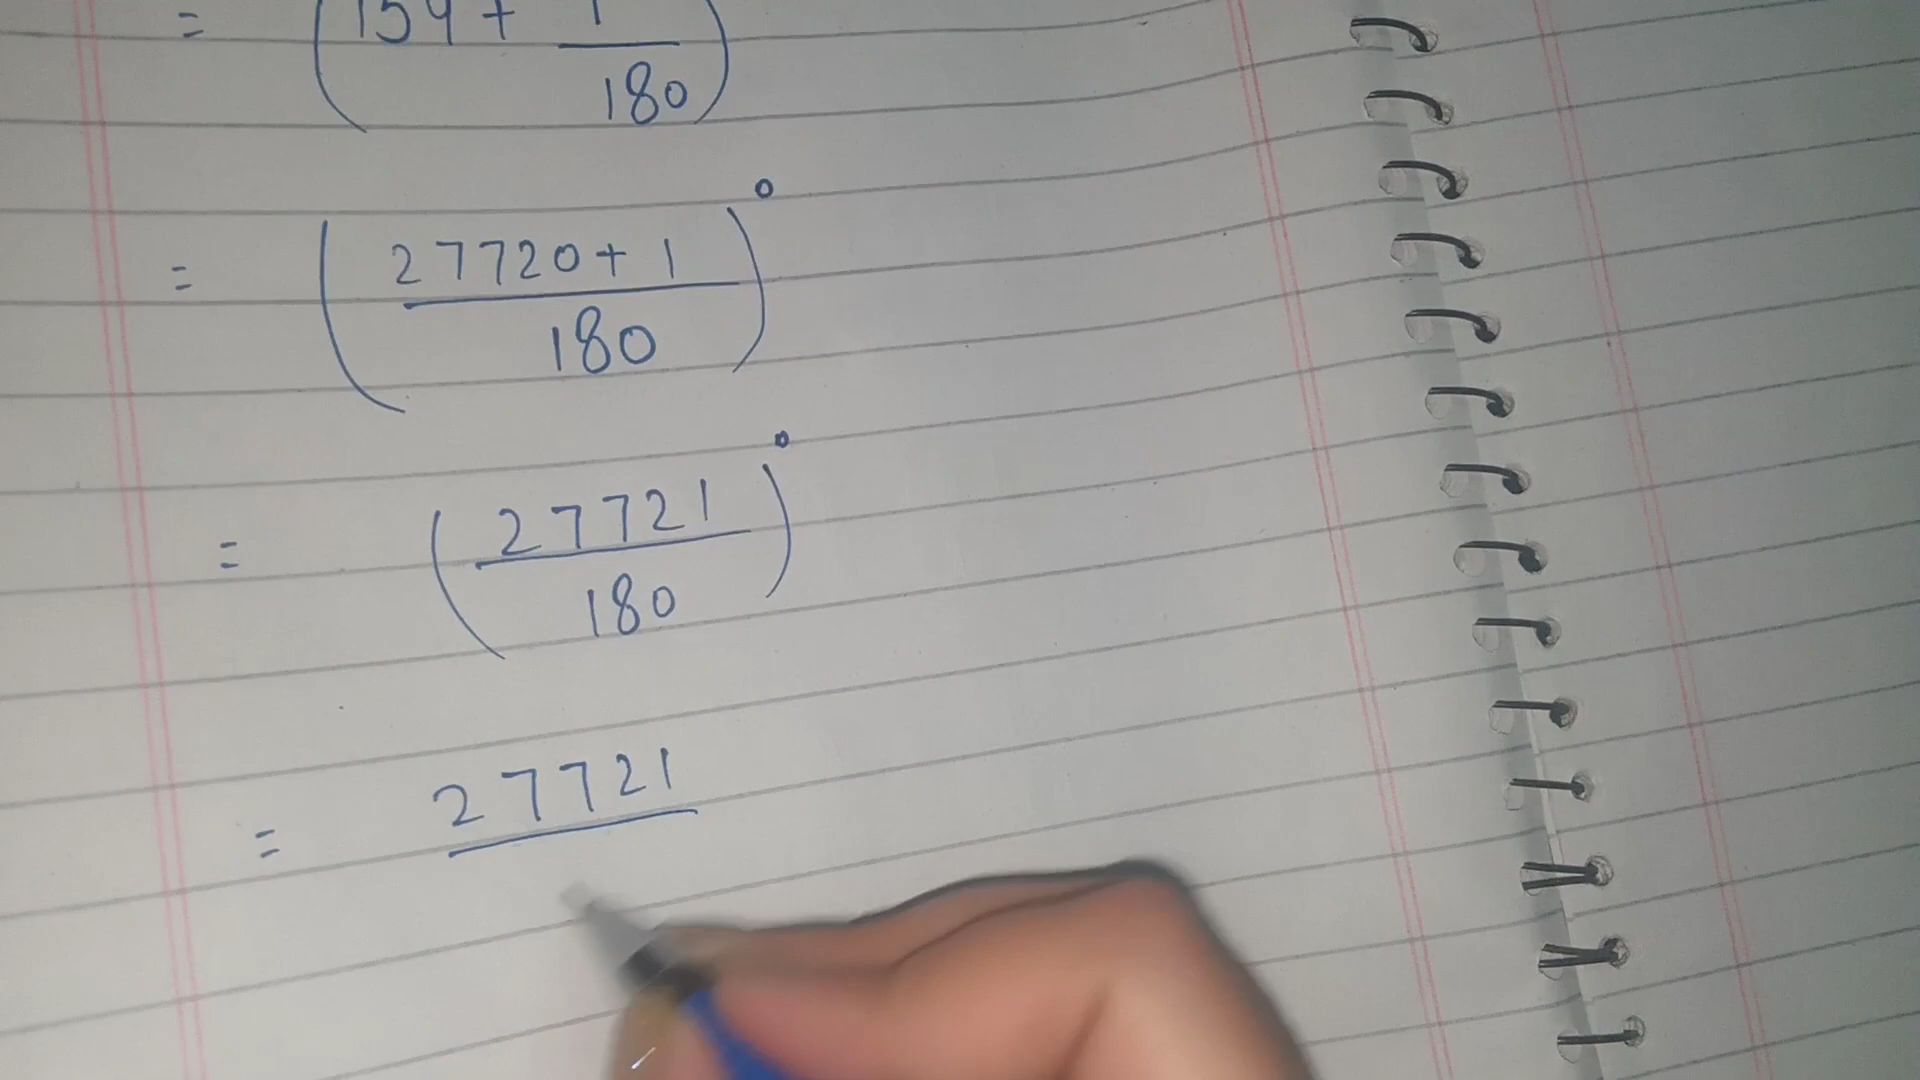 = (154 + 1/180)
= (27720 + 1 / 180)°
= (27721 / 180)°
= 27721